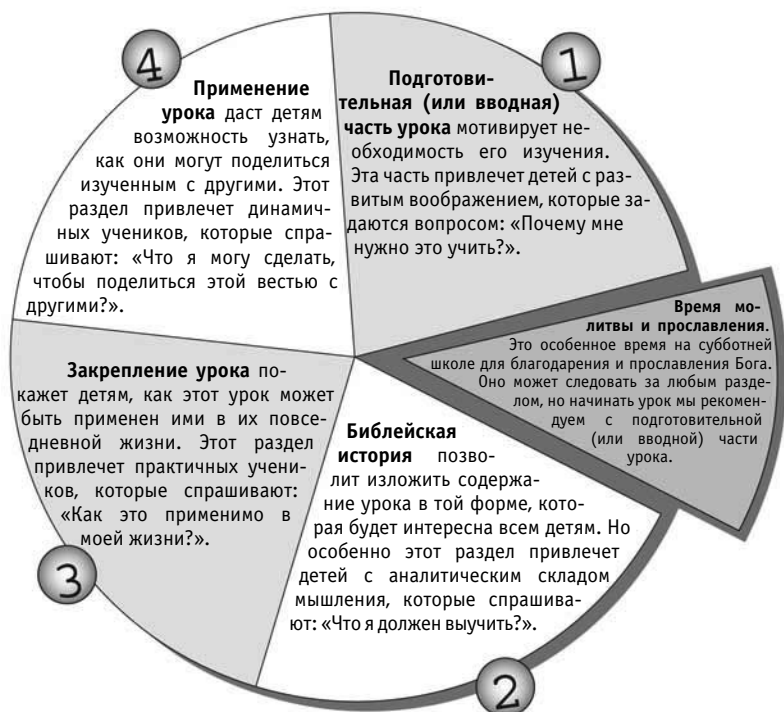 1
Подготови-
тельная (или вводная)
часть урока мотивирует не-
обходимость его изучения.
Эта часть привлечет детей с раз-
витым воображением, которые за-
даются вопросом: «Почему мне
нужно это учить?».
Время мо-
литвы и прославления.
Это особенное время на субботней
школе для благодарения и прославления Бога.
Оно может следовать за любым разде-
лом, но начинать урок мы рекомен-
дуем с подготовительной
(или вводной) части
урока.
2
Библейская
история позво-
лит изложить содержа-
ние урока в той форме, кото-
рая будет интересна всем детям. Но
особенно этот раздел привлечет
детей с аналитическим складом
мышления, которые спрашива-
ют: «Что я должен выучить?».
3
Закрепление урока по-
кажет детям, как этот урок может
быть применен ими в их повсе-
дневной жизни. Этот раздел
привлечет практичных учени-
ков, которые спрашивают:
«Как это применимо в
моей жизни?».
4
Применение
урока даст детям
возможность узнать,
как они могут поделиться
изученным с другими. Этот
раздел привлечет динамич-
ных учеников, которые спра-
шивают: «Что я могу сделать,
чтобы поделиться этой вестью с
другими?».